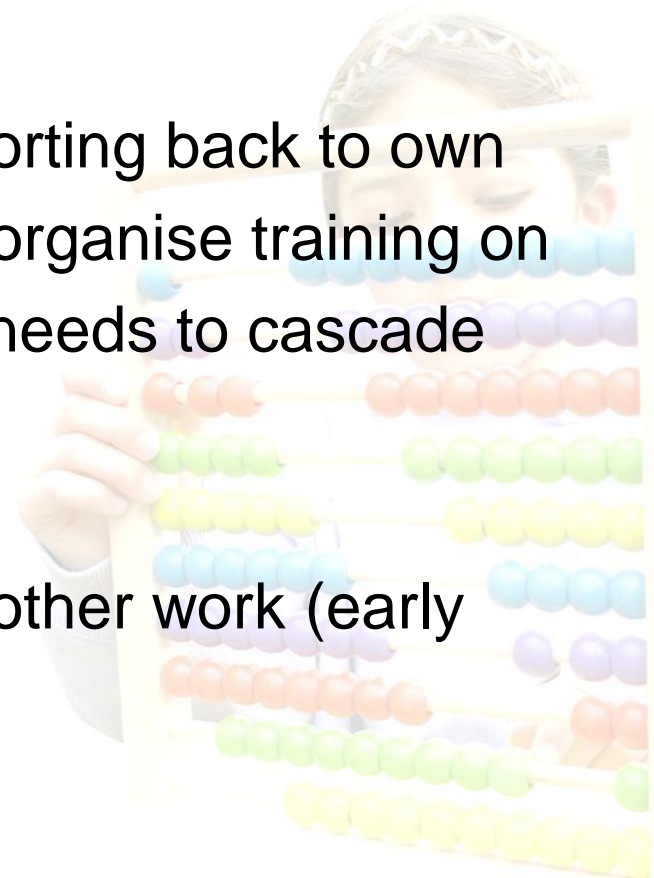 orting back to own
organise training on
needs to cascade
other work (early